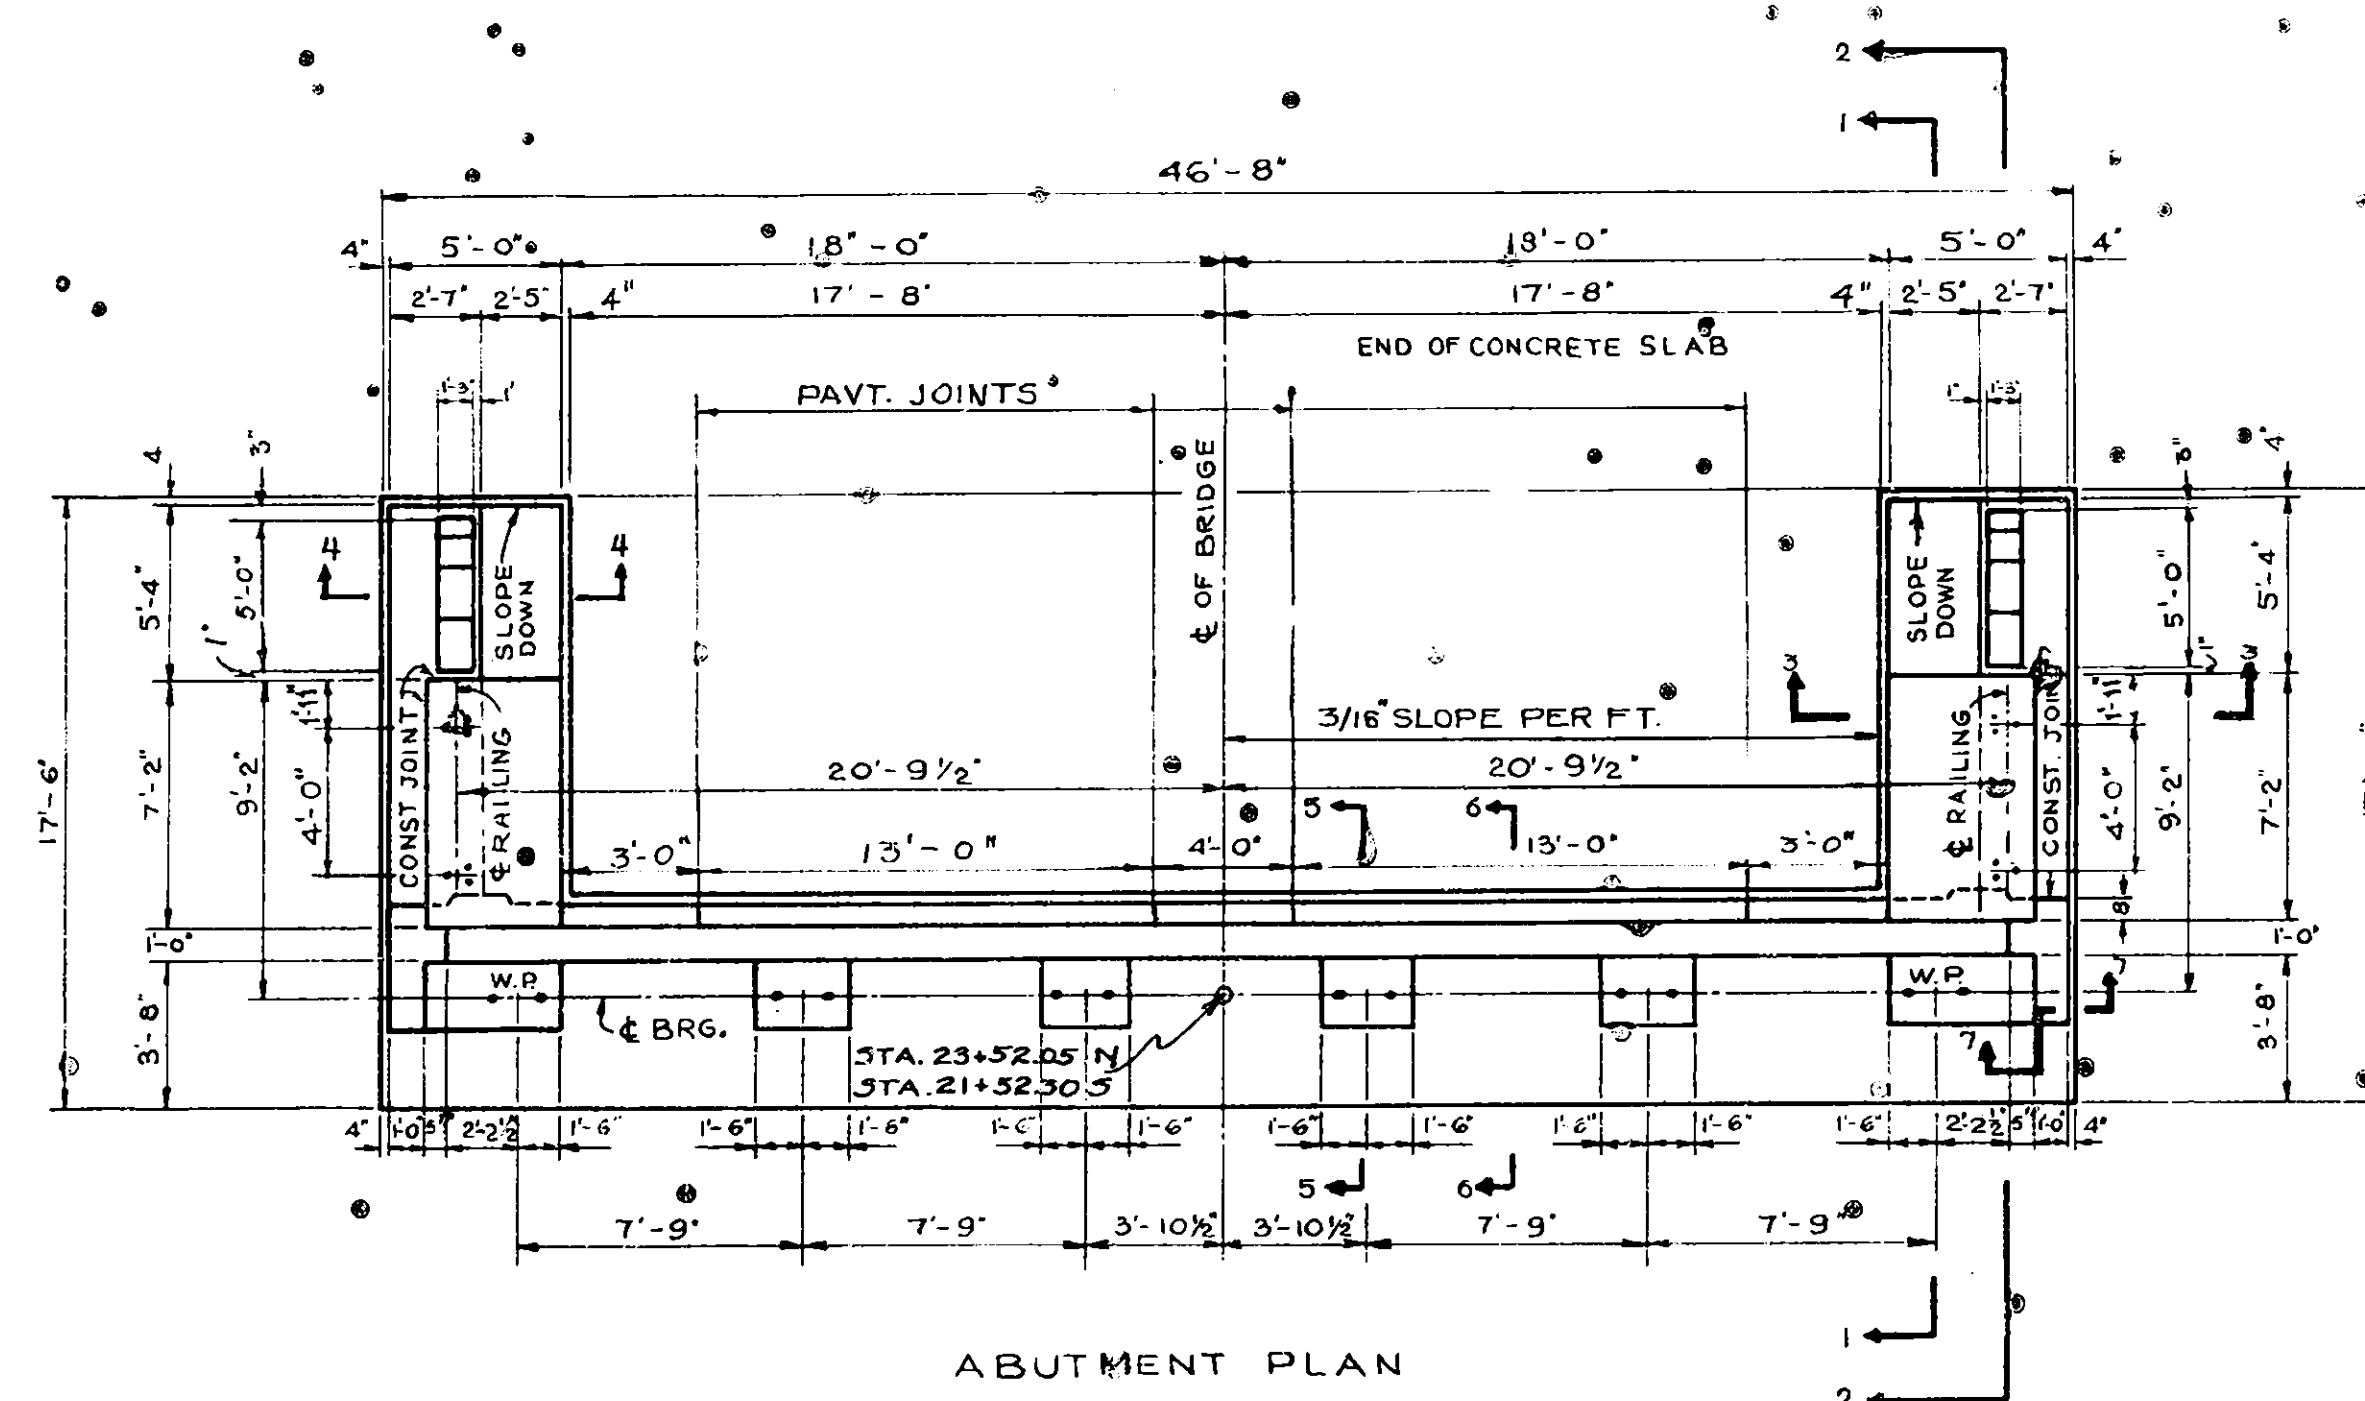 2
1
46'-8"
4" 5'-0" 18"-0" 18'-0" 5'-0" 4"
2'-7" 2'-5" 4" 17'-8" 17'-8" 4" 2'-5" 2'-7"
END OF CONCRETE SLAB
1'-3" 1" PAVT. JOINTS 1" 1'-3"
4 3" 3" 4"
℄ OF BRIDGE
4 4
5'-4" 5'-0" 1" SLOPE DOWN
SLOPE DOWN 5'-0" 5'-4" 1"
3 3
17'-6" 7'-2" 9'-2" 1'-11" 4'-0" CONST JOINT ℄ RAILING
3/16" SLOPE PER FT.
20'-9 1/2" 20'-9 1/2"
℄ RAILING CONST. JOINT 1'-11" 4'-0" 9'-2" 7'-2"
5 6
3'-0" 13'-0" 4'-0" 13'-0" 3'-0"
8"
1'-0" 1'-0"
W.P. W.P.
3'-8" ℄ BRG. 7 3'-8"
STA. 23+52.05 N
STA. 21+52.30 S
7
4" 1'-0" 5" 2'-2½" 1'-6" 1'-6" 1'-6" 1'-6" 1'-6" 1'-6" 1'-6" 1'-6" 1'-6" 1'-6" 2'-2½" 5" 1'-0" 4"
5 6
7'-9" 7'-9" 3'-10½" 3'-10½" 7'-9" 7'-9"
1
ABUTMENT PLAN
2